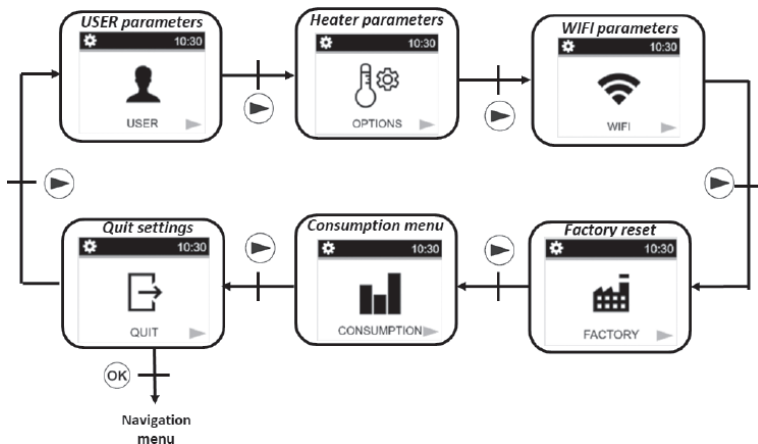 USER parameters
10:30
USER
Heater parameters
10:30
OPTIONS
WIFI parameters
10:30
WIFI
Quit settings
10:30
QUIT
Consumption menu
10:30
CONSUMPTION
Factory reset
10:30
FACTORY
OK
Navigation
menu